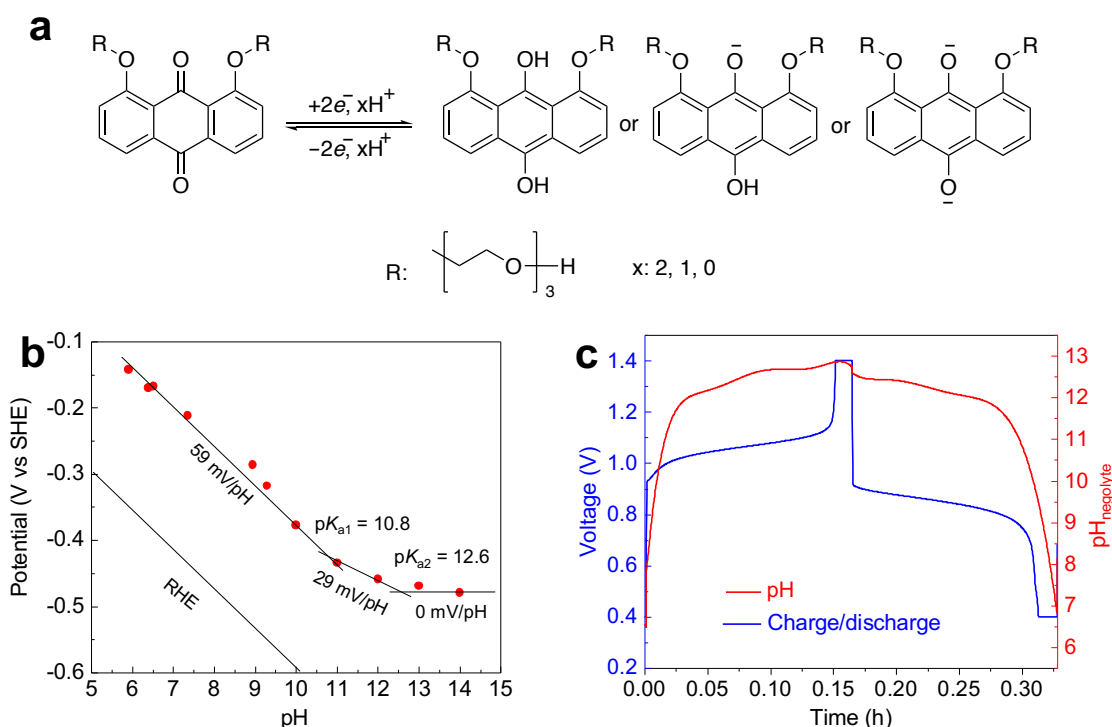 a
R R R R R R R R
O O O O OH O O O⁻ O O O⁻ O
+2e⁻, xH⁺
−2e⁻, xH⁺
or or
O OH OH O⁻
R: [ O ]₃ H x: 2, 1, 0
b
Potential (V vs SHE)
-0.1
-0.2
-0.3
-0.4
-0.5
-0.6
59 mV/pH
pKa1 = 10.8
pKa2 = 12.6
29 mV/pH
0 mV/pH
RHE
5 6 7 8 9 10 11 12 13 14 15
pH
c
Voltage (V)
1.4
1.2
1.0
0.8
0.6
0.4
0.2
pH
Charge/discharge
13
12
11
10
9
8
7
6
pHnegolyte
0.00 0.05 0.10 0.15 0.20 0.25 0.30
Time (h)